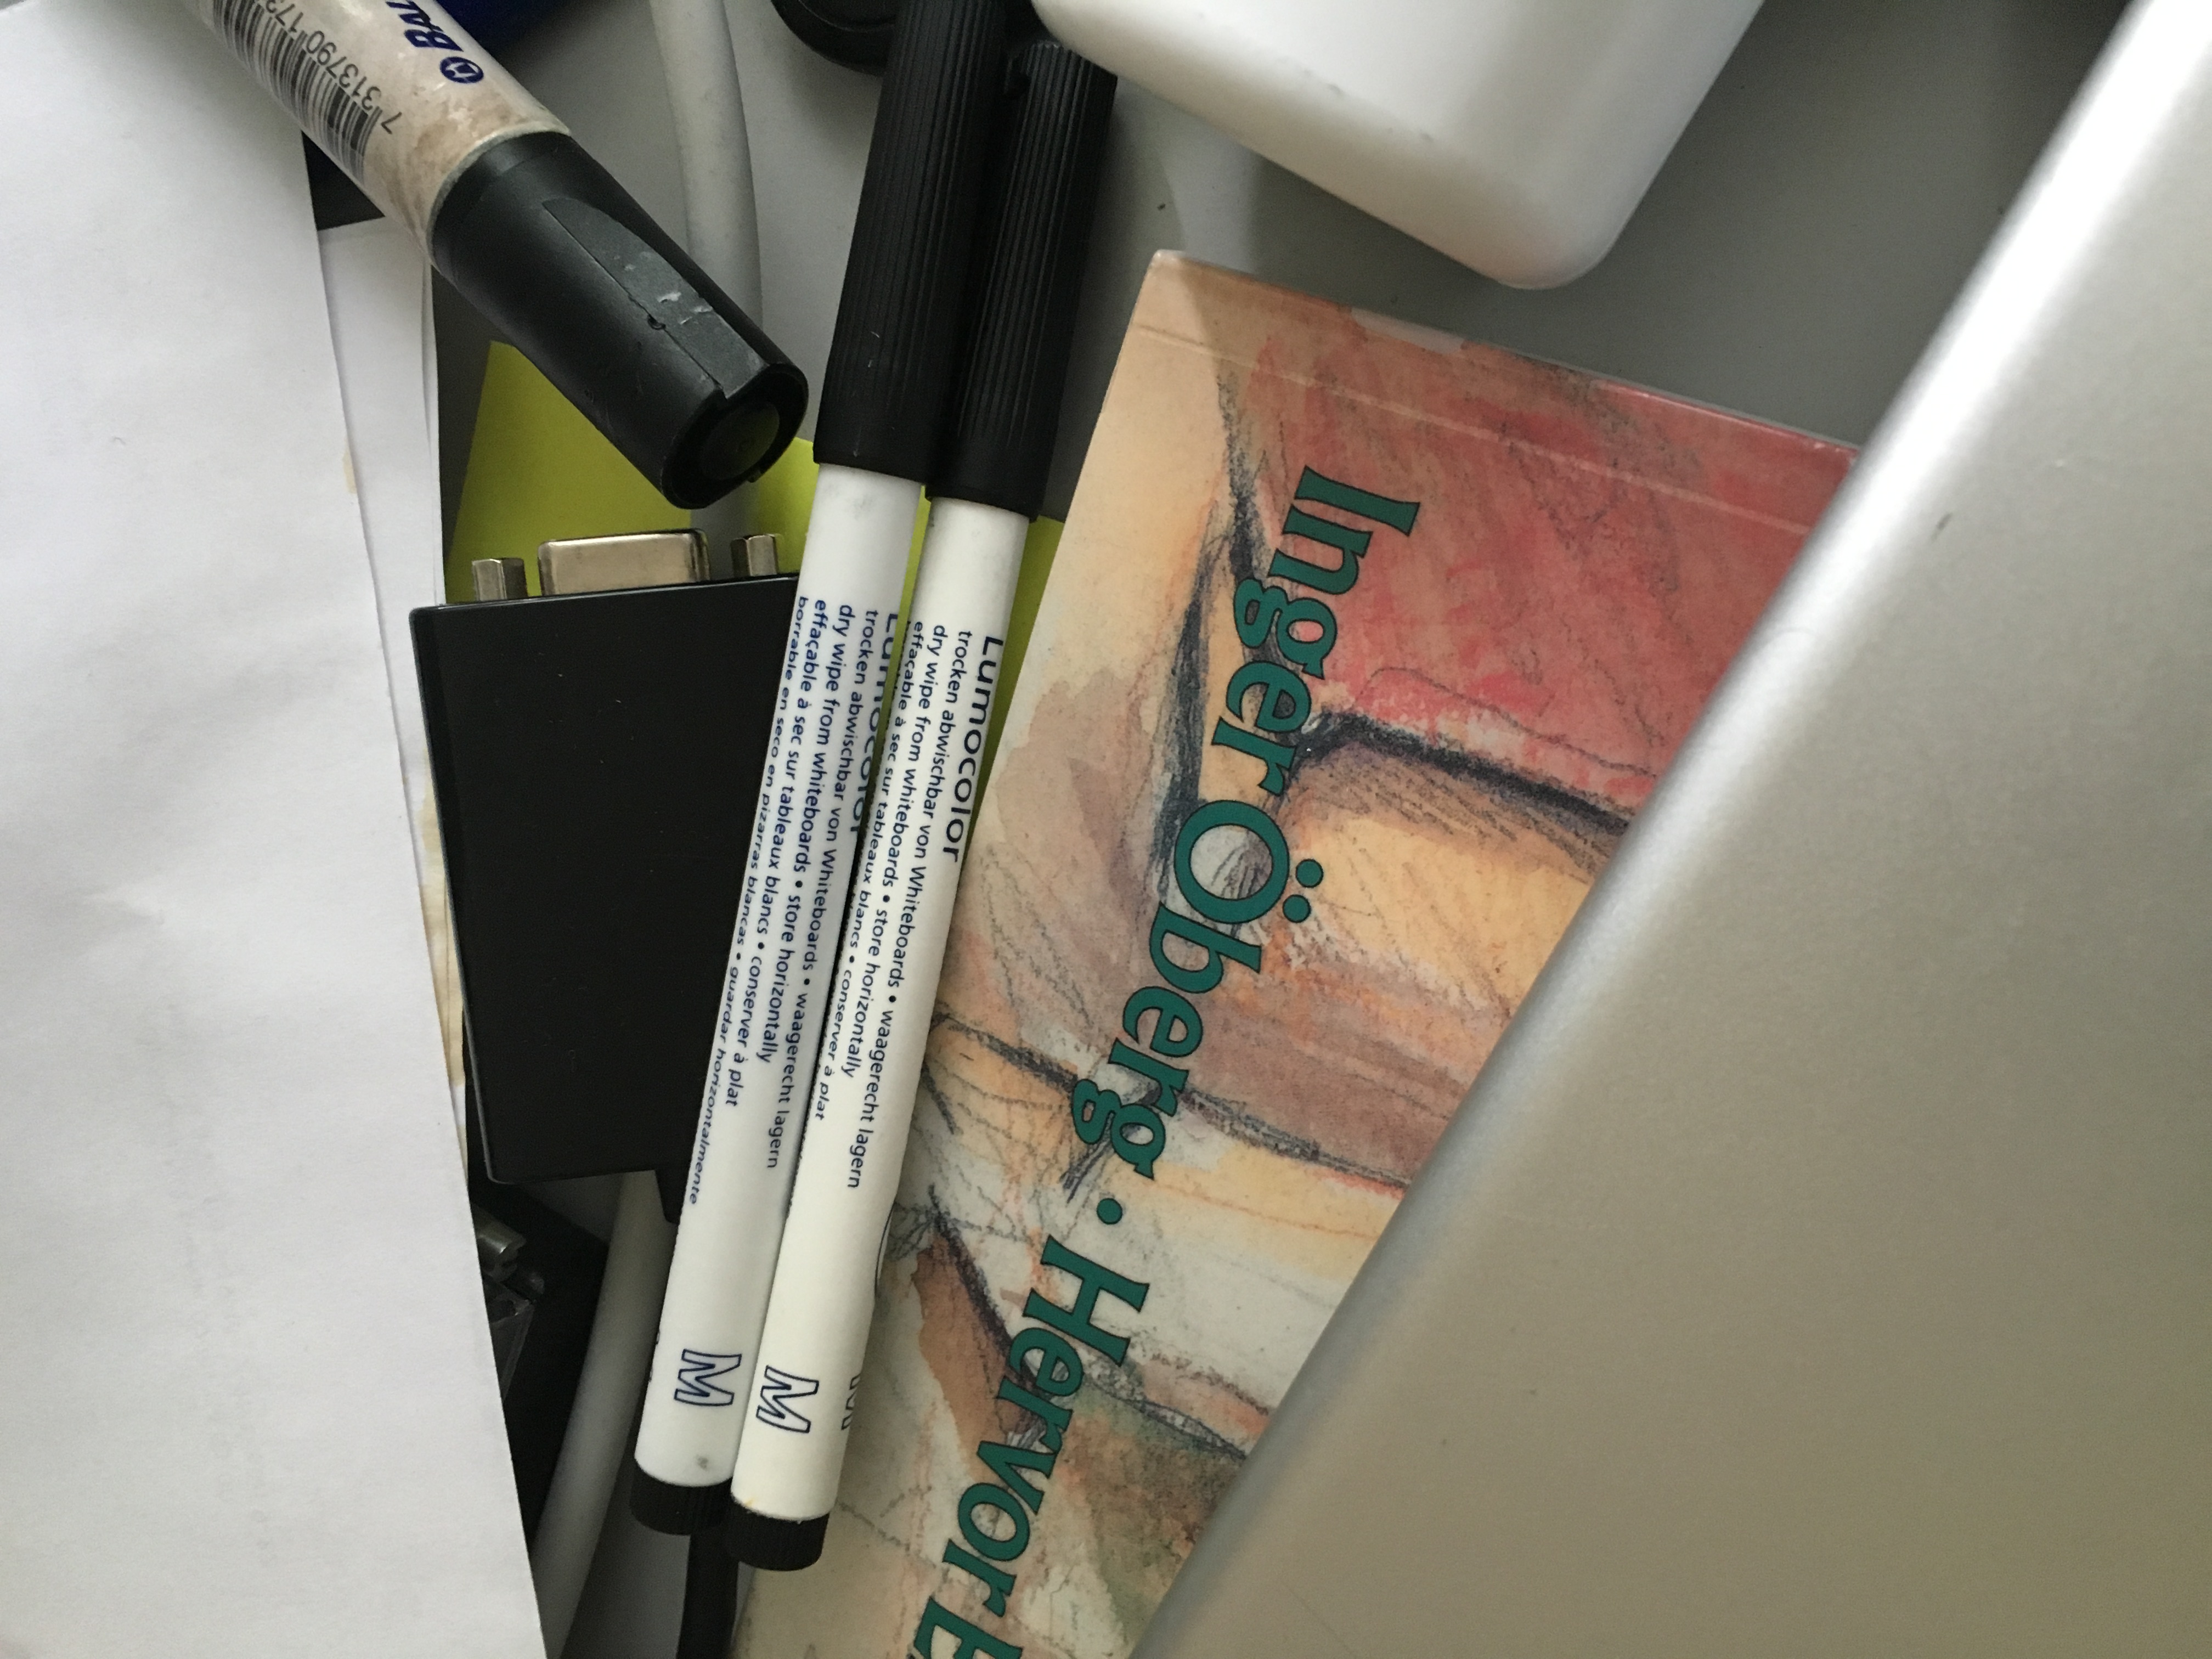 7 313790 173
BAL
M
borrable en seco en pizarras blancas • guardar horizontalmente
effaçable à sec sur tableaux blancs • conserver à plat
dry wipe from whiteboards • store horizontally
trocken abwischbar von Whiteboards • waagerecht lagern
Lumocolor
M
effaçable à sec sur tableaux blancs • conserver à plat
dry wipe from whiteboards • store horizontally
trocken abwischbar von Whiteboards • waagerecht lagern
Lumocolor
Inger Öberg • Hervor E